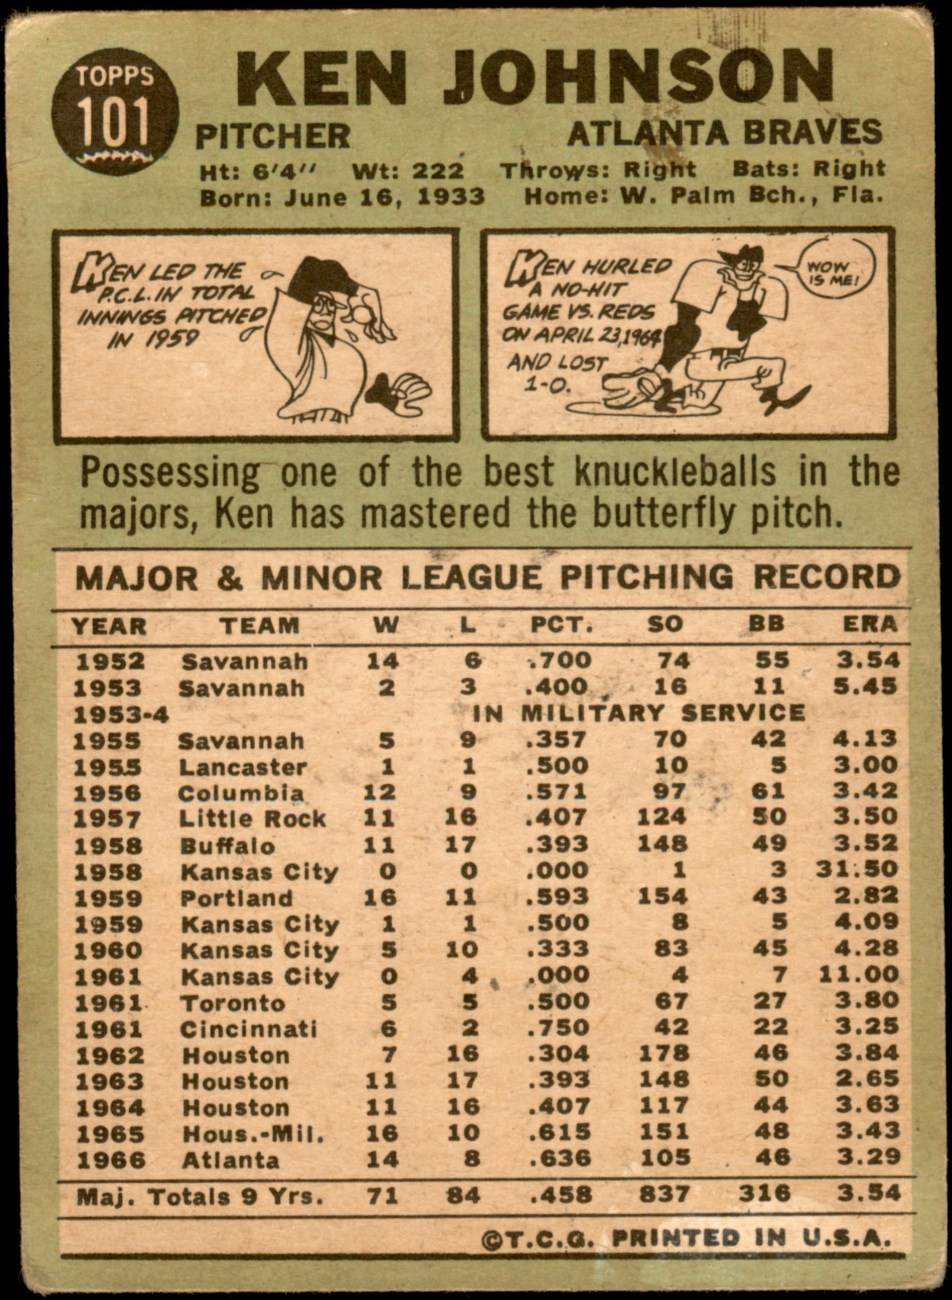 TOPPS
101
KEN JOHNSON
PITCHER ATLANTA BRAVES
Ht: 6'4'' Wt: 222 Throws: Right Bats: Right
Born: June 16, 1933 Home: W. Palm Bch., Fla.
KEN LED THE
P.C.L. IN TOTAL
INNINGS PITCHED
IN 1959
KEN HURLED
A NO-HIT
GAME VS. REDS
ON APRIL 23, 1964
AND LOST
1-0.
WOW
IS ME!
Possessing one of the best knuckleballs in the
majors, Ken has mastered the butterfly pitch.
MAJOR & MINOR LEAGUE PITCHING RECORD
YEAR TEAM W L PCT. SO BB ERA
1952 Savannah 14 6 .700 74 55 3.54
1953 Savannah 2 3 .400 16 11 5.45
1953-4 IN MILITARY SERVICE
1955 Savannah 5 9 .357 70 42 4.13
1955 Lancaster 1 1 .500 10 5 3.00
1956 Columbia 12 9 .571 97 61 3.42
1957 Little Rock 11 16 .407 124 50 3.50
1958 Buffalo 11 17 .393 148 49 3.52
1958 Kansas City 0 0 .000 1 3 31.50
1959 Portland 16 11 .593 154 43 2.82
1959 Kansas City 1 1 .500 8 5 4.09
1960 Kansas City 5 10 .333 83 45 4.28
1961 Kansas City 0 4 .000 4 7 11.00
1961 Toronto 5 5 .500 67 27 3.80
1961 Cincinnati 6 2 .750 42 22 3.25
1962 Houston 7 16 .304 178 46 3.84
1963 Houston 11 17 .393 148 50 2.65
1964 Houston 11 16 .407 117 44 3.63
1965 Hous.-Mil. 16 10 .615 151 48 3.43
1966 Atlanta 14 8 .636 105 46 3.29
Maj. Totals 9 Yrs. 71 84 .458 837 316 3.54
©T.C.G. PRINTED IN U.S.A.